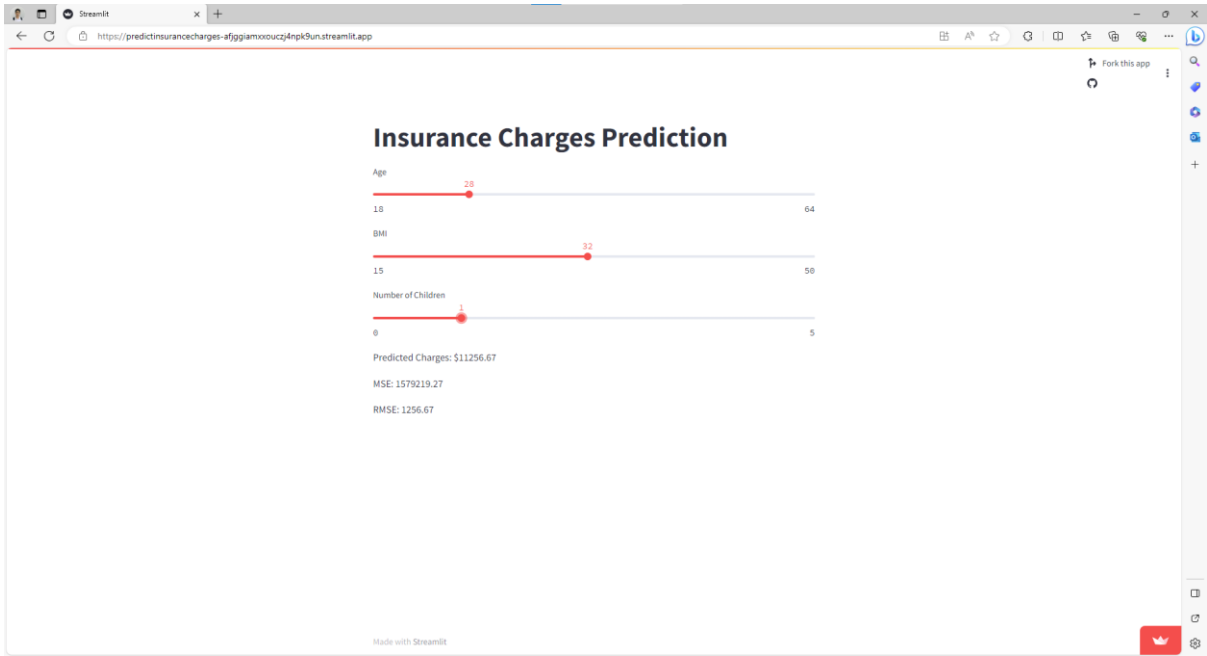 Streamlit
https://predictinsurancecharges-afjggiamxxouczj4npk9un.streamlit.app
Fork this app
Insurance Charges Prediction
Age
28
18 64
BMI
32
15 50
Number of Children
1
0 5
Predicted Charges: $11256.67
MSE: 1579219.27
RMSE: 1256.67
Made with Streamlit